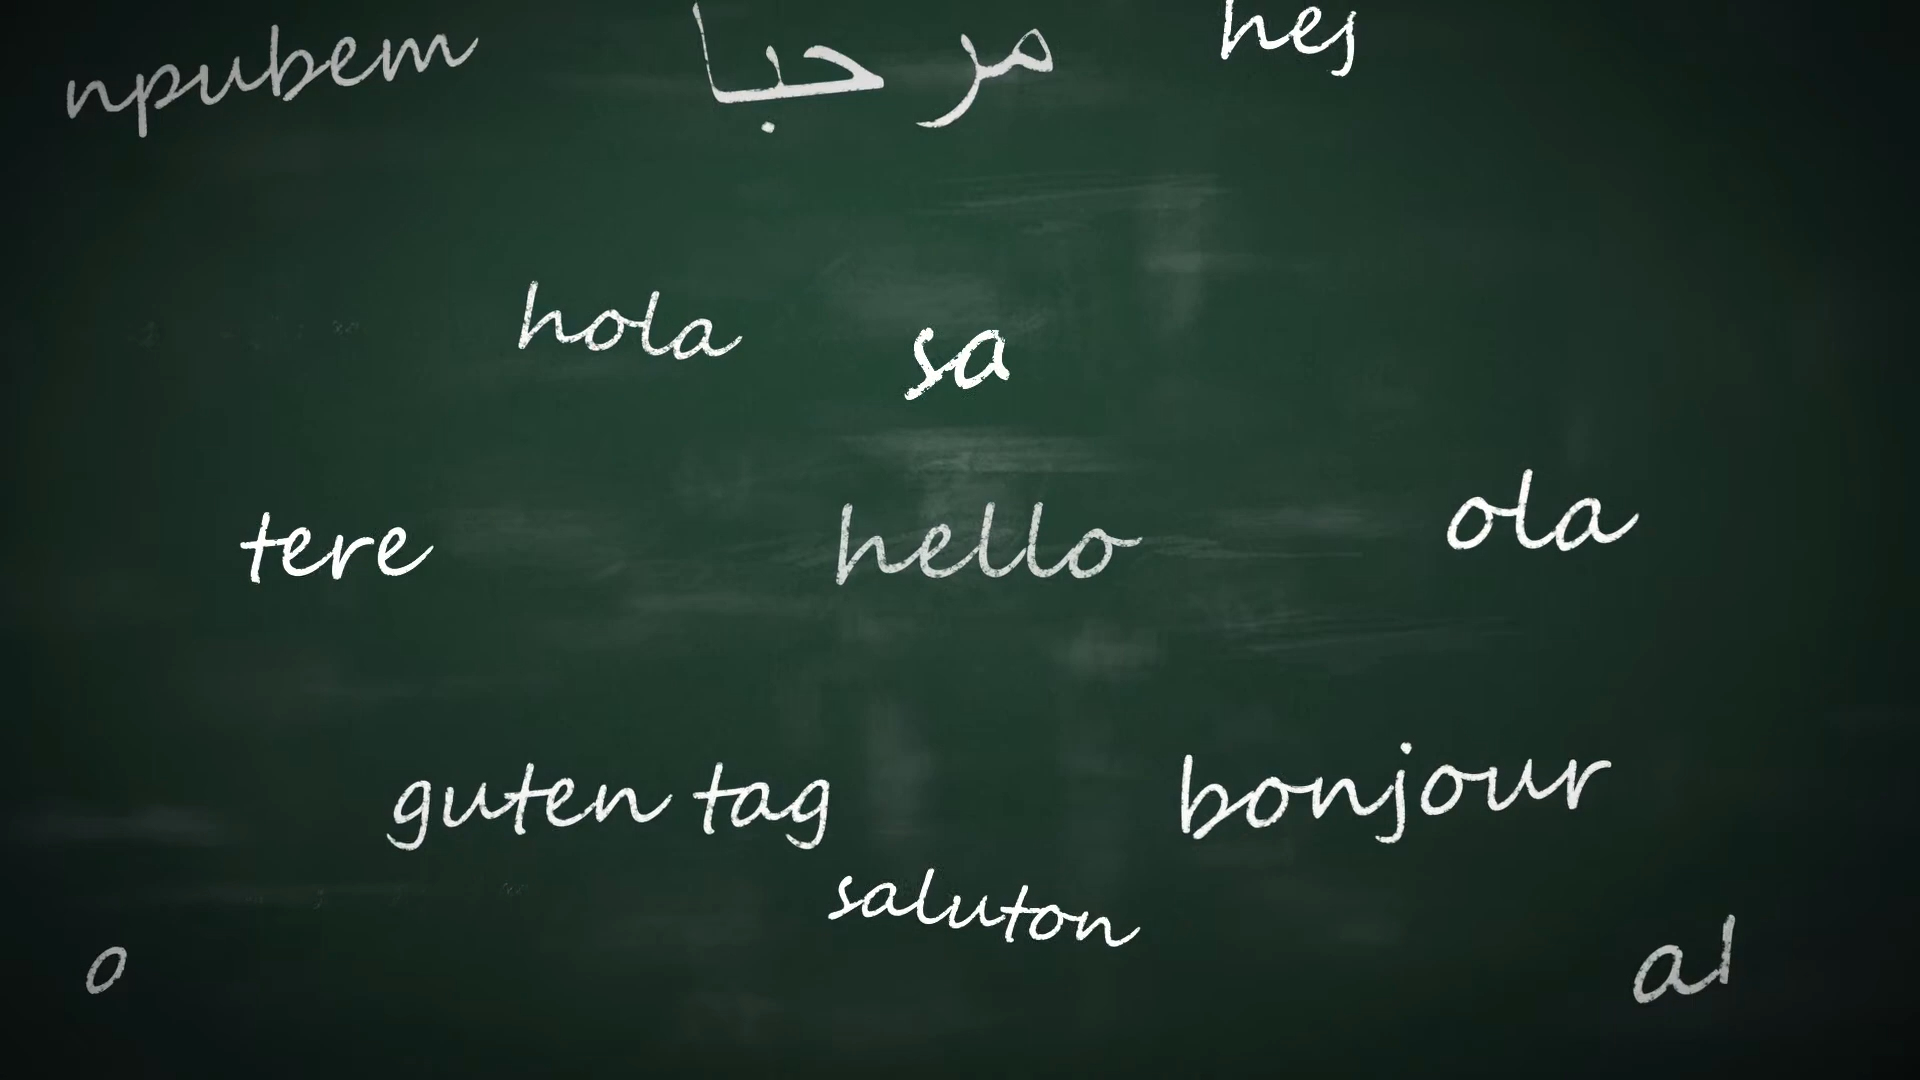 привет
مرحبا
hej
hola
sa
tere
hello
ola
guten tag
bonjour
saluton
o
al